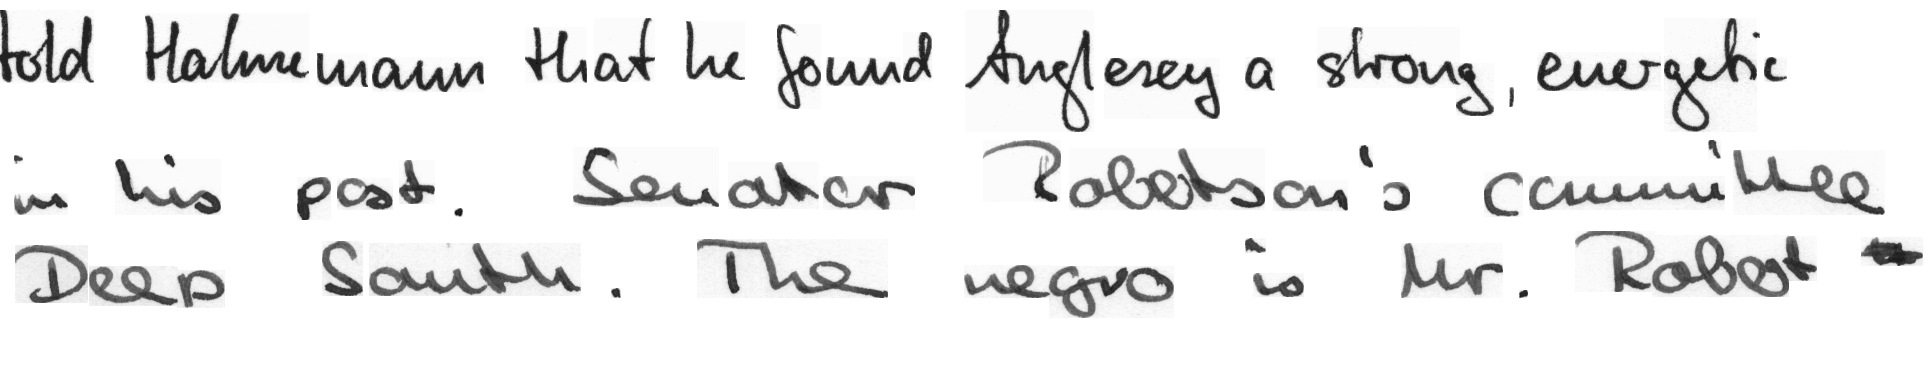 told Hahnemann that he found Anglesey a strong, energetic
in his post. Senator Robertson's committee
Deep South. The negro is Mr. Robert